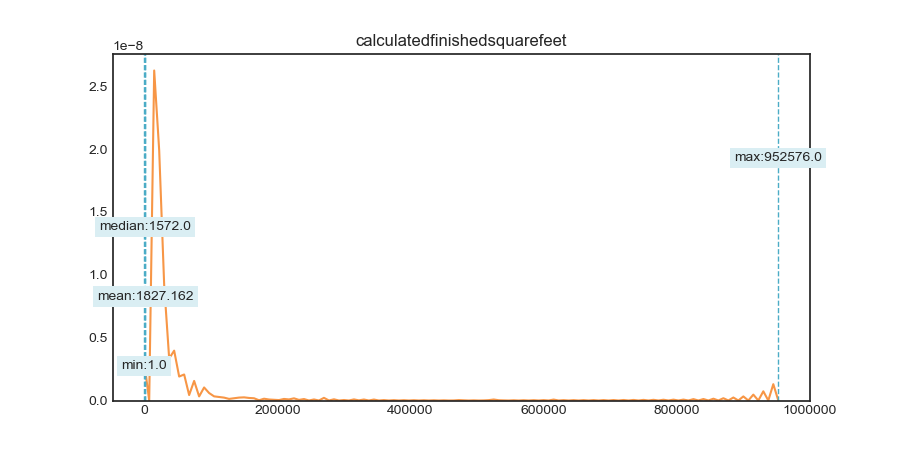 calculatedfinishedsquarefeet
1e−8
2.5
2.0
1.5
1.0
0.5
0.0
max:952576.0
median:1572.0
mean:1827.162
min:1.0
0 200000 400000 600000 800000 1000000